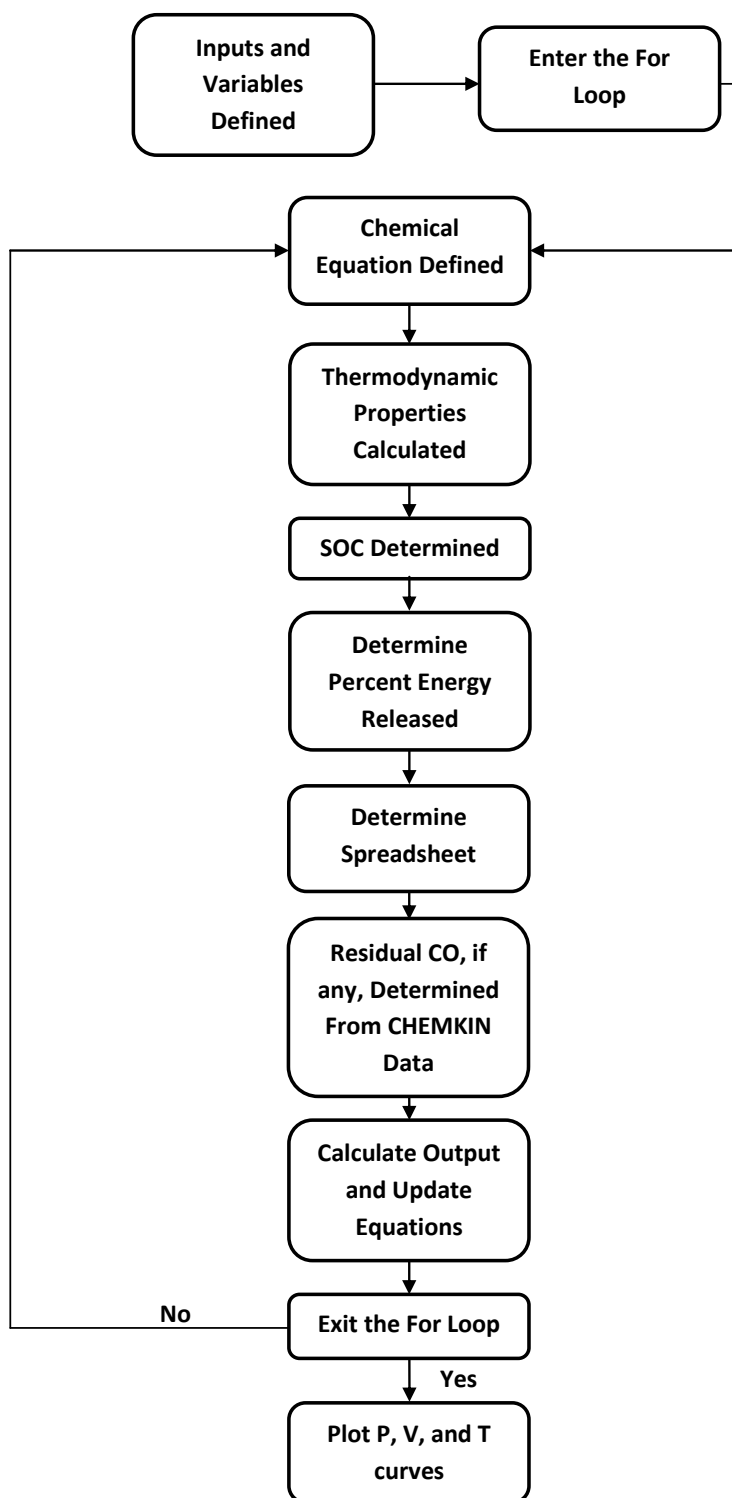 Inputs and
Variables
Defined
Enter the For
Loop
Chemical
Equation Defined
Thermodynamic
Properties
Calculated
SOC Determined
Determine
Percent Energy
Released
Determine
Spreadsheet
Residual CO, if
any, Determined
From CHEMKIN
Data
Calculate Output
and Update
Equations
No
Exit the For Loop
Yes
Plot P, V, and T
curves